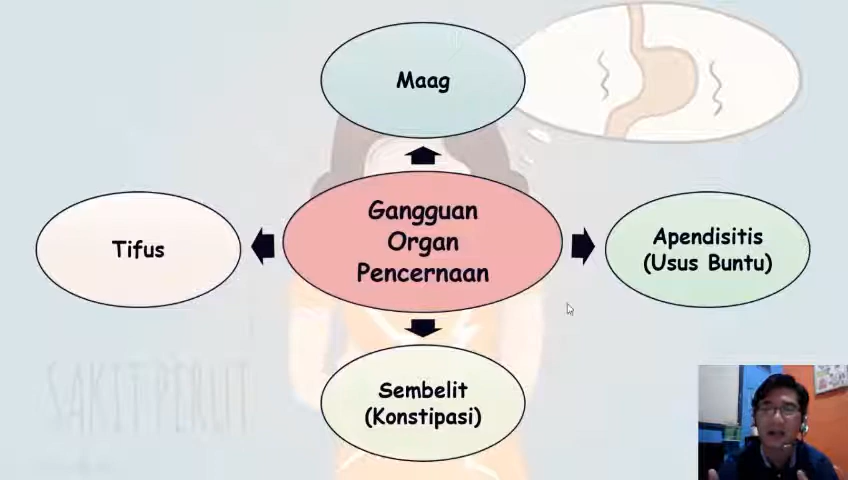 Maag
Gangguan
Organ
Pencernaan
Tifus
Apendisitis
(Usus Buntu)
Sembelit
(Konstipasi)
SAKIT PERUT